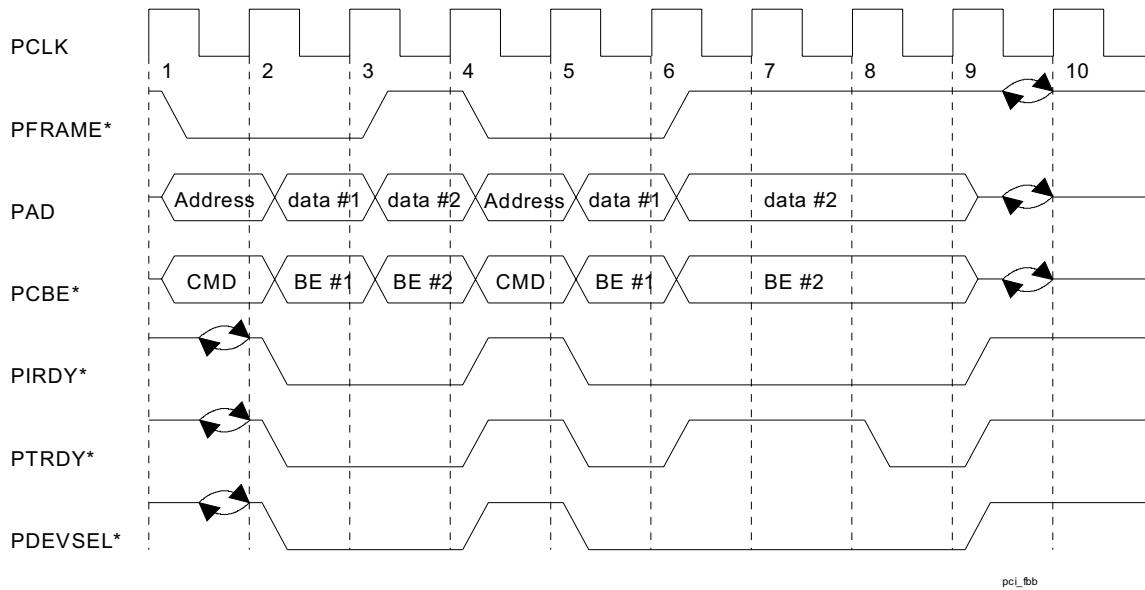 PCLK
1 2 3 4 5 6 7 8 9 10
PFRAME*
PAD
Address data #1 data #2 Address data #1 data #2
PCBE*
CMD BE #1 BE #2 CMD BE #1 BE #2
PIRDY*
PTRDY*
PDEVSEL*
pci_fbb